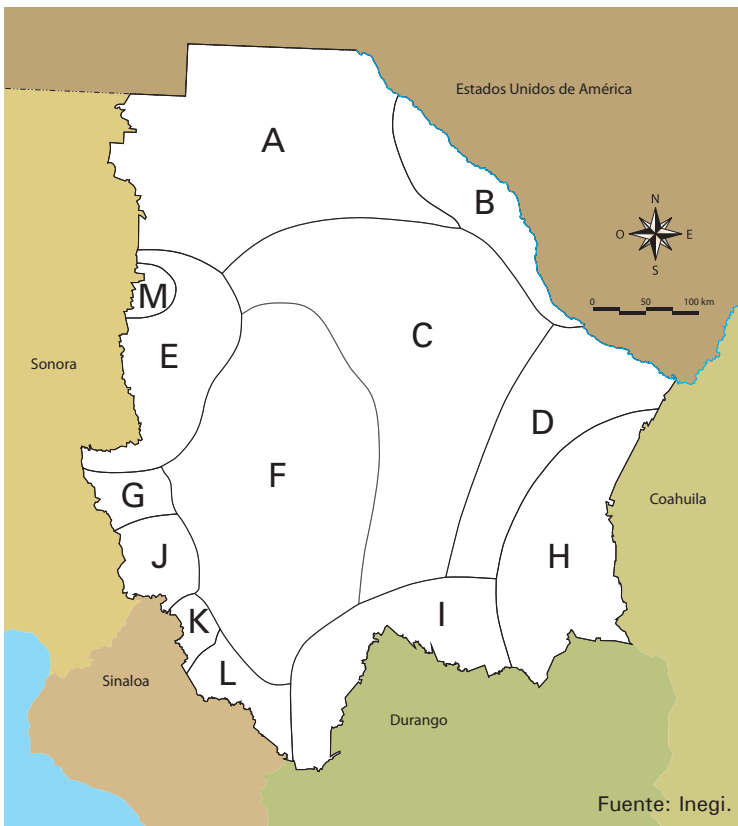 Estados Unidos de América
A
B
N
O
E
S
0 50 100 km
M
C
E
Sonora
D
F
G
Coahuila
J
H
K
I
L
Sinaloa
Durango
Fuente: Inegi.